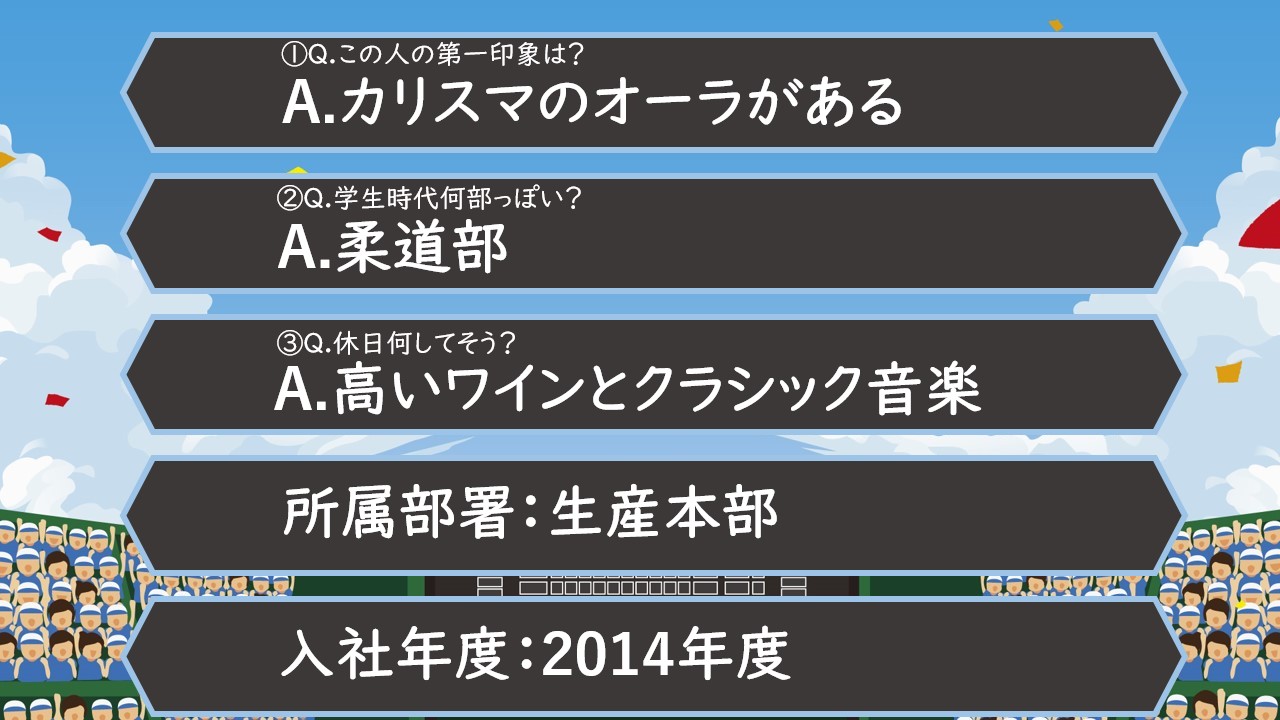 ①Q.この人の第一印象は?
A.カリスマのオーラがある
②Q.学生時代何部っぽい?
A.柔道部
③Q.休日何してそう?
A.高いワインとクラシック音楽
所属部署：生産本部
入社年度：2014年度